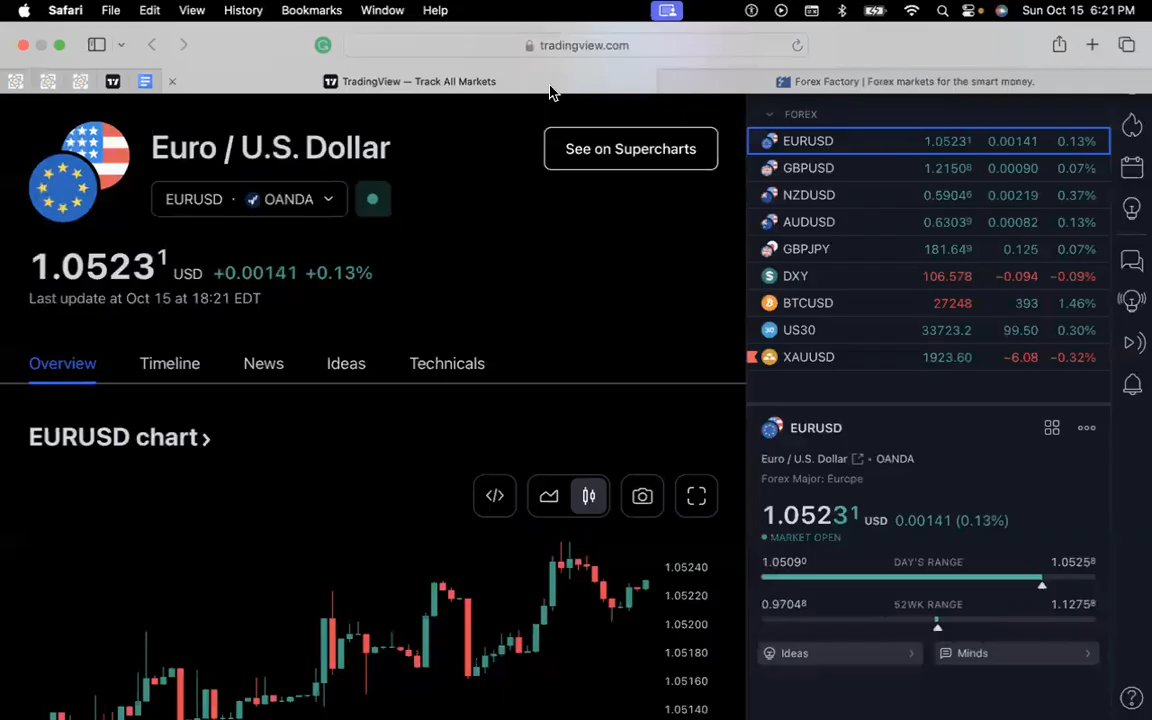 Safari File Edit View History Bookmarks Window Help Sun Oct 15 6:21 PM
tradingview.com
TradingView — Track All Markets
Forex Factory | Forex markets for the smart money.
Euro / U.S. Dollar
See on Supercharts
EURUSD · OANDA
1.05231 USD +0.00141 +0.13%
Last update at Oct 15 at 18:21 EDT
Overview Timeline News Ideas Technicals
EURUSD chart ›
1.05240
1.05220
1.05200
1.05180
1.05160
1.05140
FOREX
EURUSD 1.05231 0.00141 0.13%
GBPUSD 1.21508 0.00090 0.07%
NZDUSD 0.59046 0.00219 0.37%
AUDUSD 0.63039 0.00082 0.13%
GBPJPY 181.649 0.125 0.07%
DXY 106.578 −0.094 −0.09%
BTCUSD 27248 393 1.46%
US30 33723.2 99.50 0.30%
XAUUSD 1923.60 −6.08 −0.32%
EURUSD
Euro / U.S. Dollar • OANDA
Forex Major: Europe
1.05231 USD 0.00141 (0.13%)
MARKET OPEN
1.05090 DAY'S RANGE 1.05258
0.97048 52WK RANGE 1.12758
Ideas
Minds